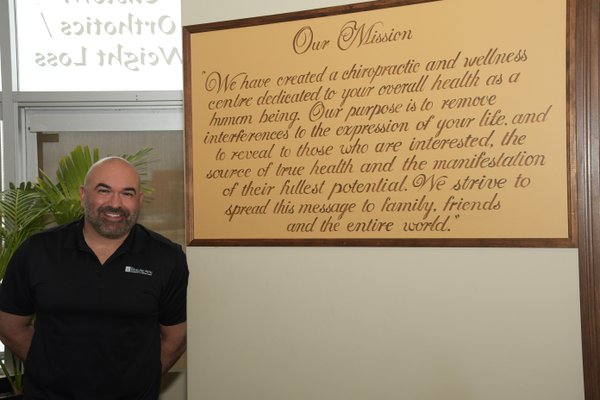 Custom
Orthotics
/
Weight Loss
Our Mission
"We have created a chiropractic and wellness
centre dedicated to your overall health as a
human being. Our purpose is to remove
interferences to the expression of your life, and
to reveal to those who are interested, the
source of true health and the manifestation
of their fullest potential. We strive to
spread this message to family, friends
and the entire world."